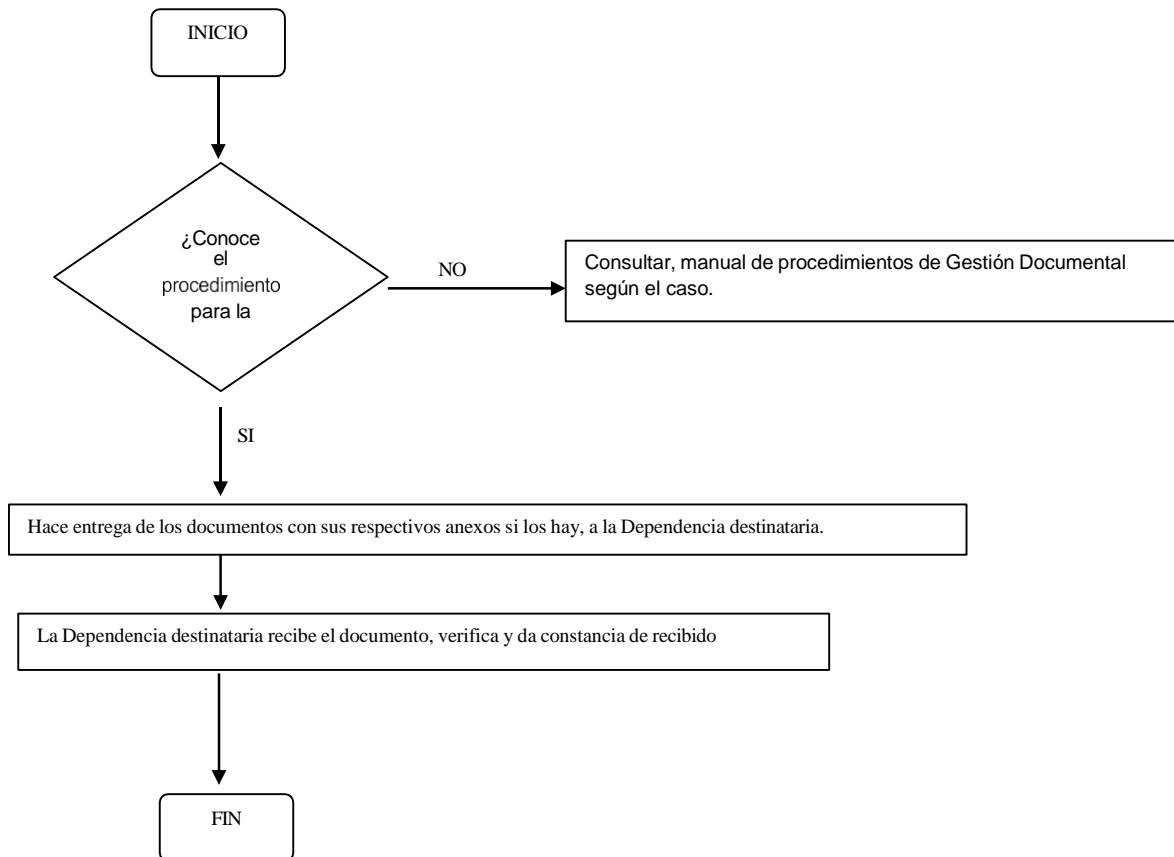 INICIO
¿Conoce
el
procedimiento
para la
NO
Consultar, manual de procedimientos de Gestión Documental
según el caso.
SI
Hace entrega de los documentos con sus respectivos anexos si los hay, a la Dependencia destinataria.
La Dependencia destinataria recibe el documento, verifica y da constancia de recibido
FIN